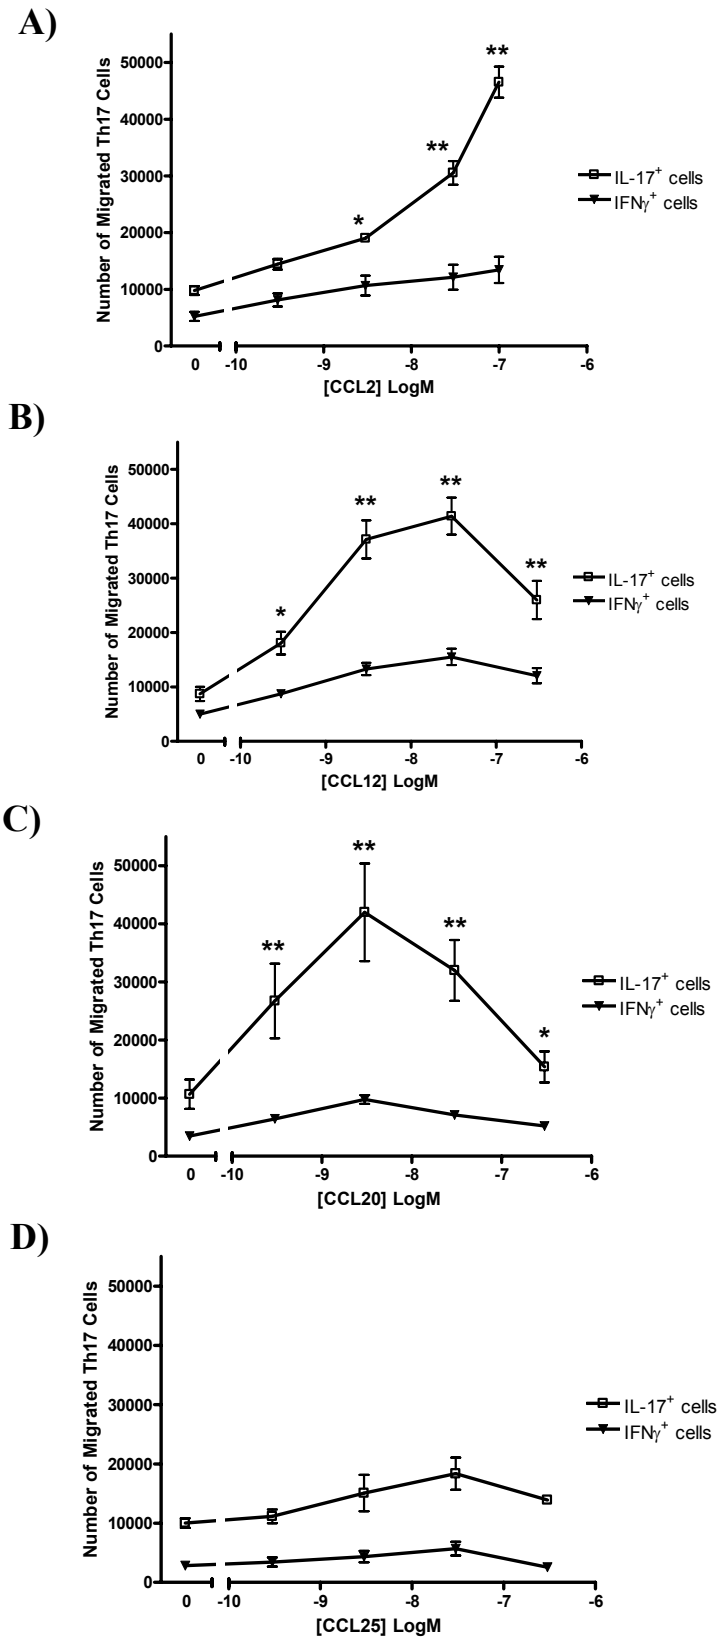 A)
Number of Migrated Th17 Cells
50000
40000
30000
20000
10000
0
** 
**
*
IL-17⁺ cells
IFNγ⁺ cells
0 -10 -9 -8 -7 -6
[CCL2] LogM
B)
Number of Migrated Th17 Cells
50000
40000
30000
20000
10000
0
*
**
**
**
IL-17⁺ cells
IFNγ⁺ cells
0 -10 -9 -8 -7 -6
[CCL12] LogM
C)
Number of Migrated Th17 Cells
50000
40000
30000
20000
10000
0
**
**
**
*
IL-17⁺ cells
IFNγ⁺ cells
0 -10 -9 -8 -7 -6
[CCL20] LogM
D)
Number of Migrated Th17 Cells
50000
40000
30000
20000
10000
0
IL-17⁺ cells
IFNγ⁺ cells
0 -10 -9 -8 -7 -6
[CCL25] LogM